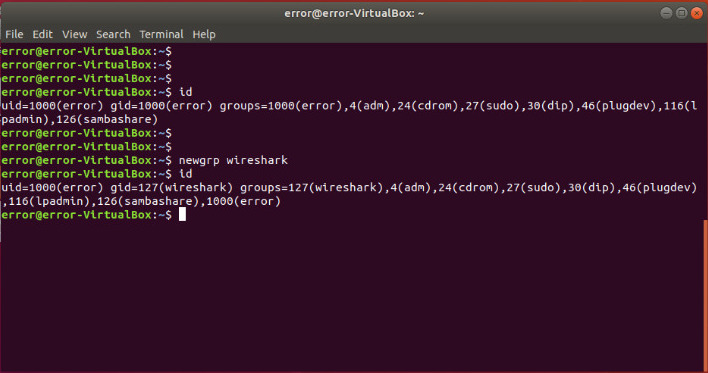 error@error-VirtualBox: ~
File Edit View Search Terminal Help
error@error-VirtualBox:~$
error@error-VirtualBox:~$
error@error-VirtualBox:~$
error@error-VirtualBox:~$ id
uid=1000(error) gid=1000(error) groups=1000(error),4(adm),24(cdrom),27(sudo),30(dip),46(plugdev),116(l
padmin),126(sambashare)
error@error-VirtualBox:~$
error@error-VirtualBox:~$
error@error-VirtualBox:~$ newgrp wireshark
error@error-VirtualBox:~$ id
uid=1000(error) gid=127(wireshark) groups=127(wireshark),4(adm),24(cdrom),27(sudo),30(dip),46(plugdev)
,116(lpadmin),126(sambashare),1000(error)
error@error-VirtualBox:~$